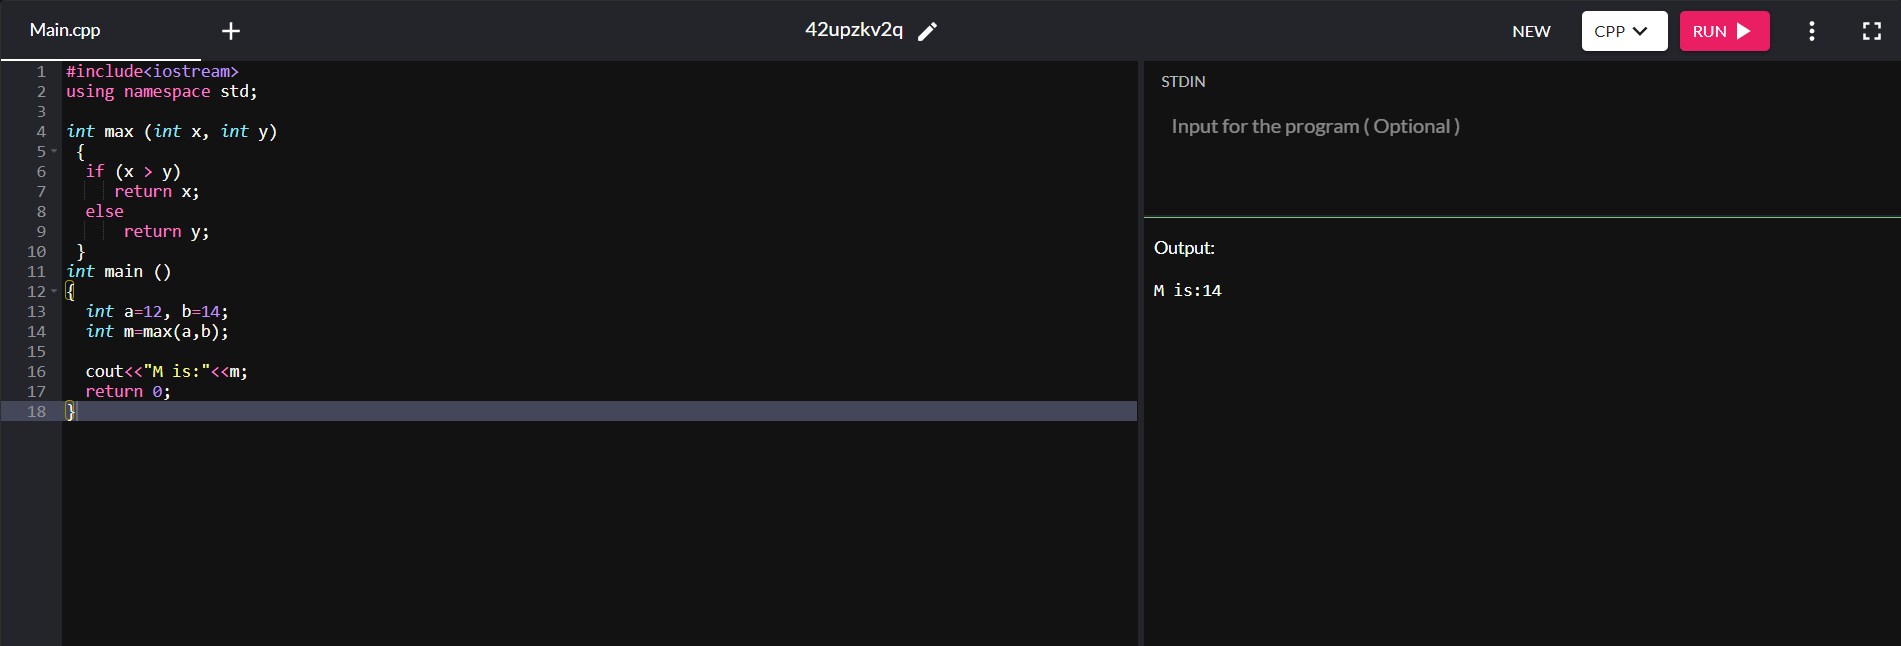 Main.cpp + 42upzkv2q NEW CPP RUN
1 #include<iostream>
2 using namespace std;
3
4 int max (int x, int y)
5 {
6 if (x > y)
7 return x;
8 else
9 return y;
10 }
11 int main ()
12 {
13 int a=12, b=14;
14 int m=max(a,b);
15
16 cout<<"M is:"<<m;
17 return 0;
18 }
STDIN
Input for the program ( Optional )
Output:
M is:14